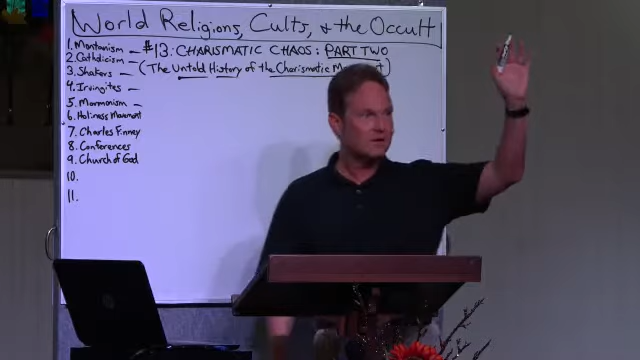 World Religions, Cults, & the Occult
#13: CHARISMATIC CHAOS: PART TWO
(The Untold History of the Charismatic M t)
1. Montanism
2. Catholicism
3. Shakers
4. Irvingites
5. Mormonism
6. Holiness Movement
7. Charles Finney
8. Conferences
9. Church of God
10.
11.